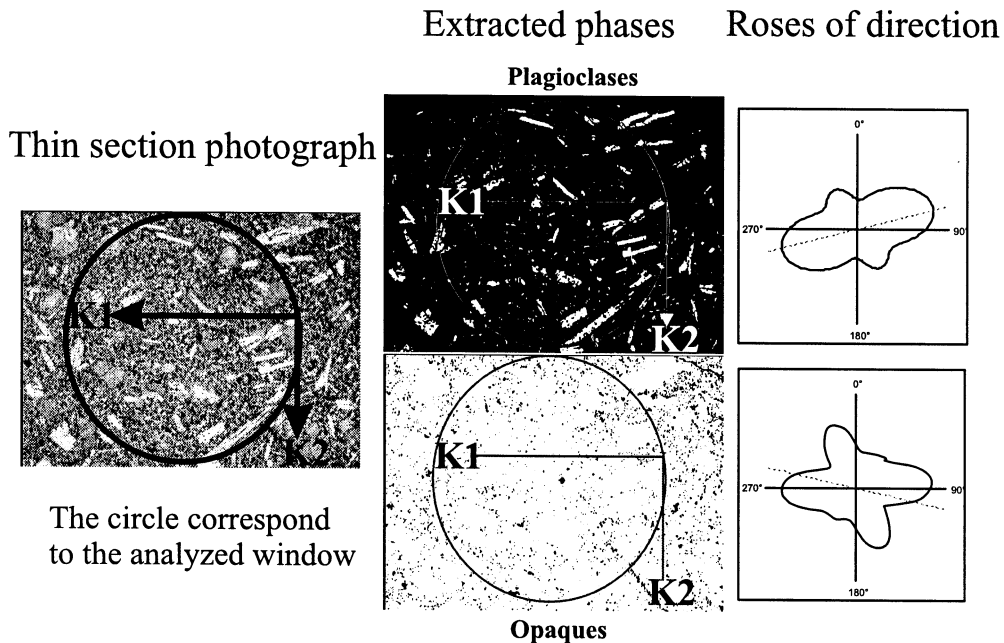 Extracted phases
Roses of direction
Plagioclases
Thin section photograph
K1
K2
The circle correspond
to the analyzed window
K1
K2
K1
K2
Opaques
0°
270°
90°
180°
0°
270°
90°
180°